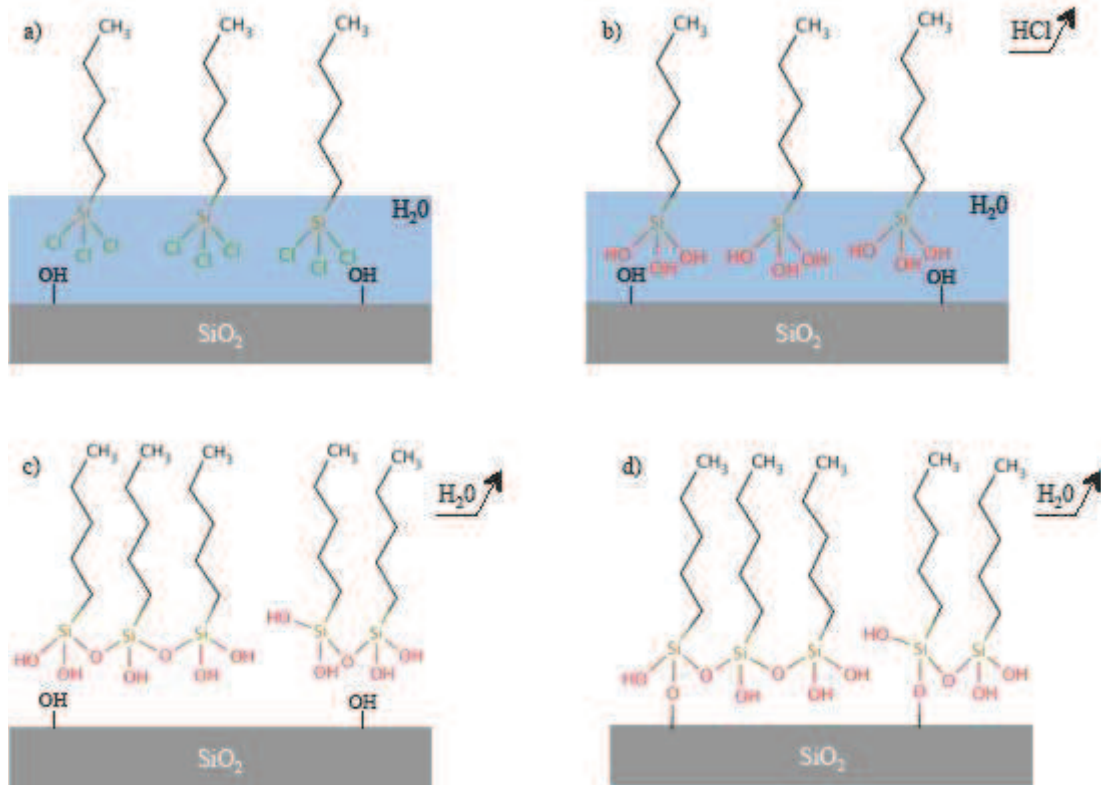 a)
CH₃ CH₃ CH₃
Si Si Si
H₂0
Cl Cl Cl Cl Cl Cl Cl Cl Cl
OH OH
SiO₂
b)
CH₃ CH₃ CH₃
HCl
Si Si Si
H₂0
HO OH OH HO OH OH HO OH OH
OH OH
SiO₂
c)
CH₃ CH₃ CH₃ CH₃ CH₃
H₂0
HO
Si Si Si Si Si
HO OH O OH O OH OH OH O OH OH
OH OH
SiO₂
d)
CH₃ CH₃ CH₃ CH₃ CH₃
H₂0
HO
Si Si Si Si Si
HO O OH O OH OH O OH OH
O O
SiO₂